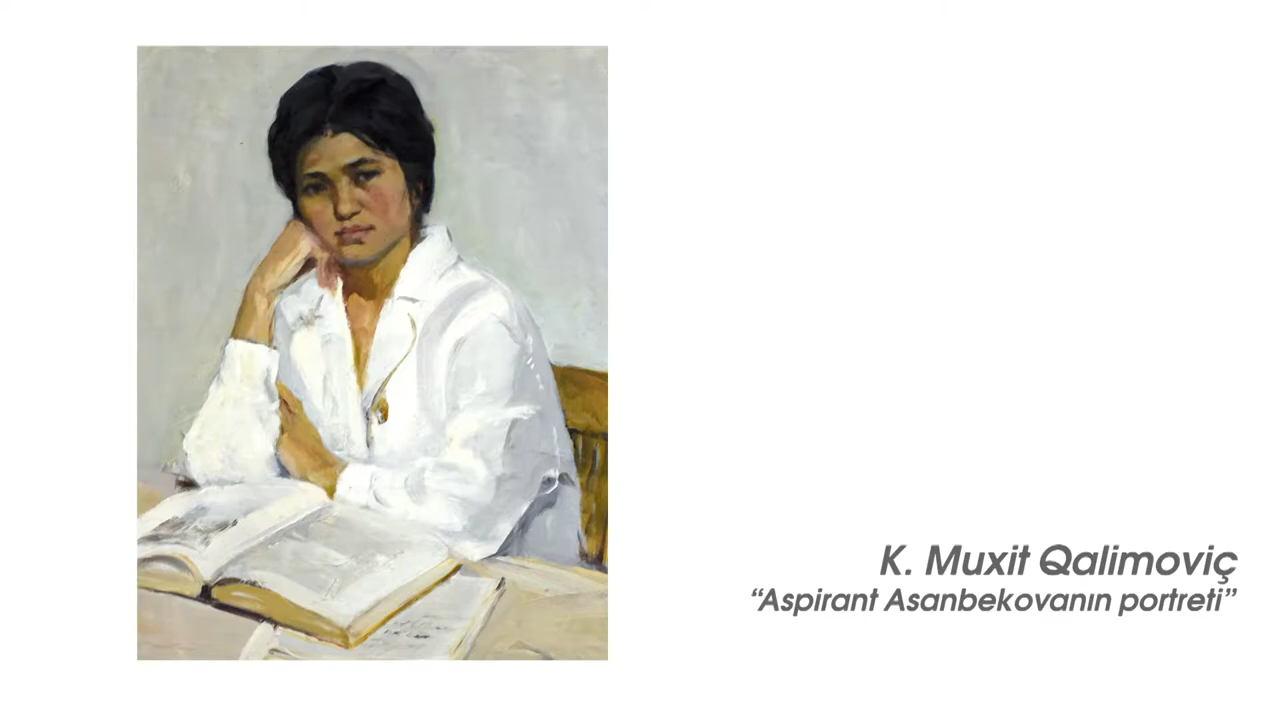 K. Muxit Qalimoviç
“Aspirant Asanbekovanın portreti”